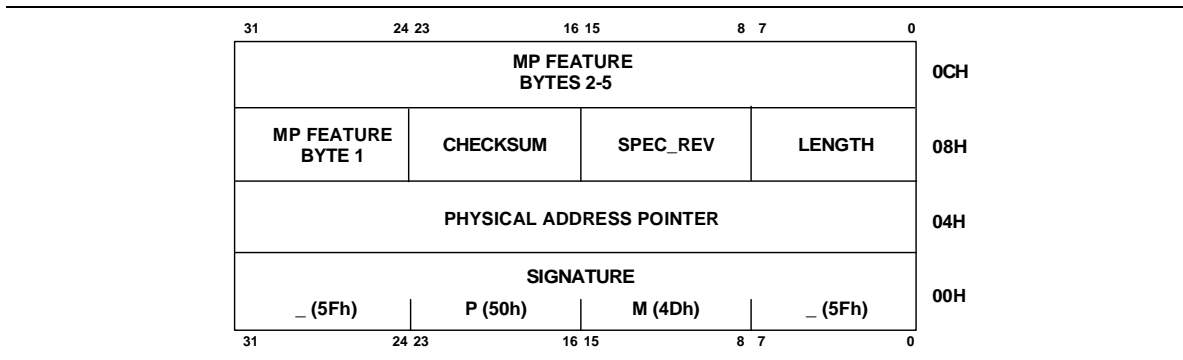 31 24 23 16 15 8 7 0
MP FEATURE
BYTES 2-5
0CH
MP FEATURE
BYTE 1
CHECKSUM
SPEC_REV
LENGTH
08H
PHYSICAL ADDRESS POINTER
04H
SIGNATURE
00H
_ (5Fh) P (50h) M (4Dh) _ (5Fh)
31 24 23 16 15 8 7 0